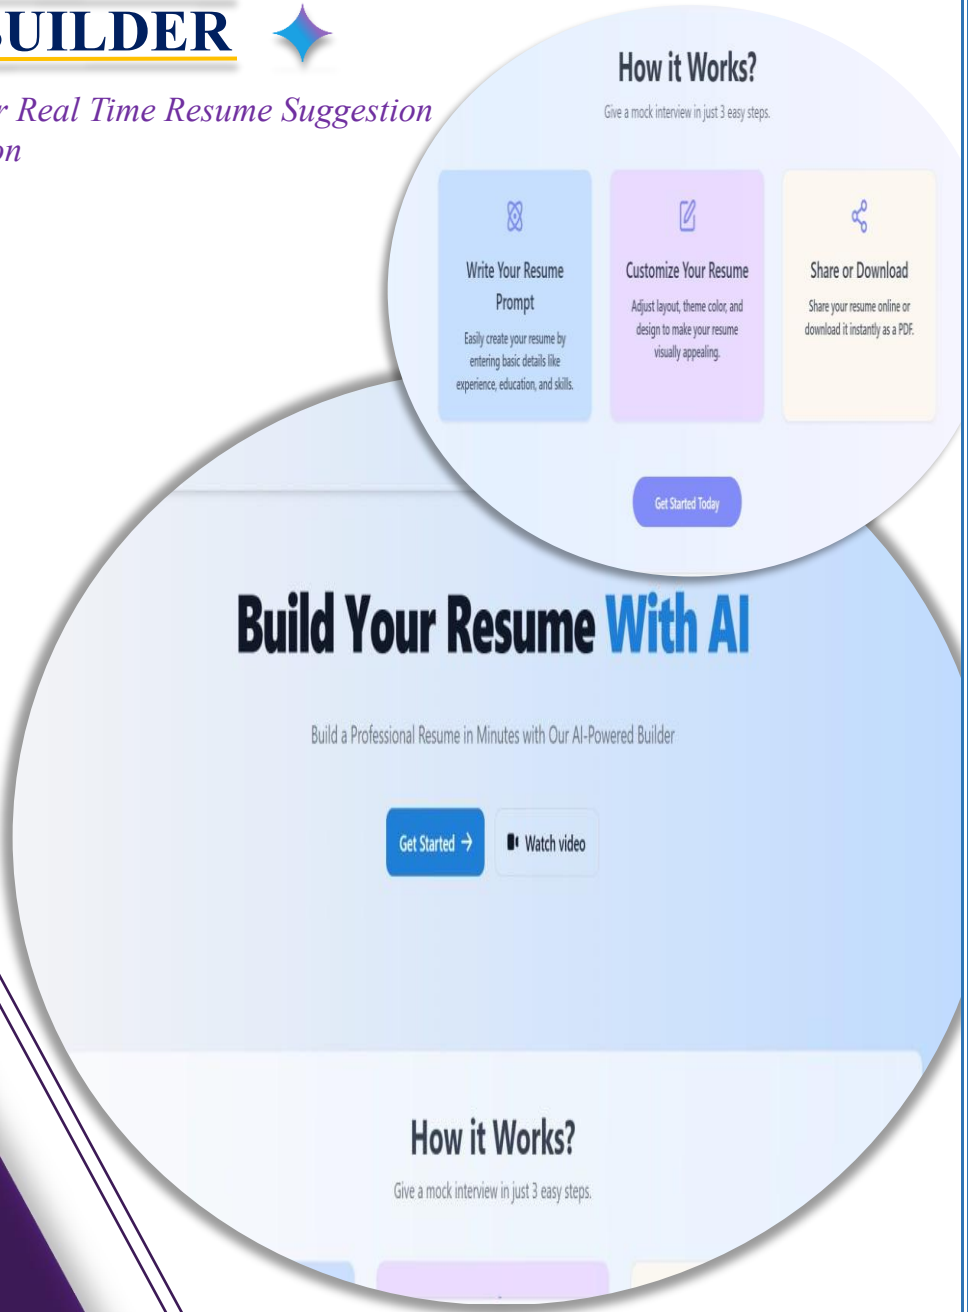 BUILDER
r Real Time Resume Suggestion
on
How it Works?
Give a mock interview in just 3 easy steps.
Write Your Resume
Prompt
Easily create your resume by
entering basic details like
experience, education, and skills.
Customize Your Resume
Adjust layout, theme color, and
design to make your resume
visually appealing.
Share or Download
Share your resume online or
download it instantly as a PDF.
Get Started Today
Build Your Resume With AI
Build a Professional Resume in Minutes with Our AI-Powered Builder
Get Started →
Watch video
How it Works?
Give a mock interview in just 3 easy steps.